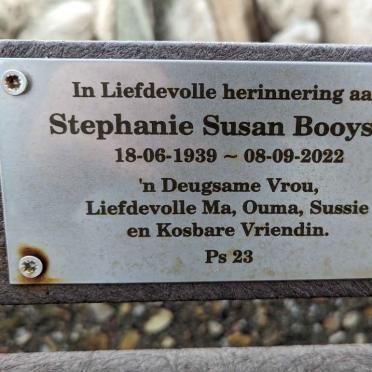 In Liefdevolle herinnering aa
Stephanie Susan Booys
18-06-1939 ~ 08-09-2022
'n Deugsame Vrou,
Liefdevolle Ma, Ouma, Sussie
en Kosbare Vriendin.
Ps 23